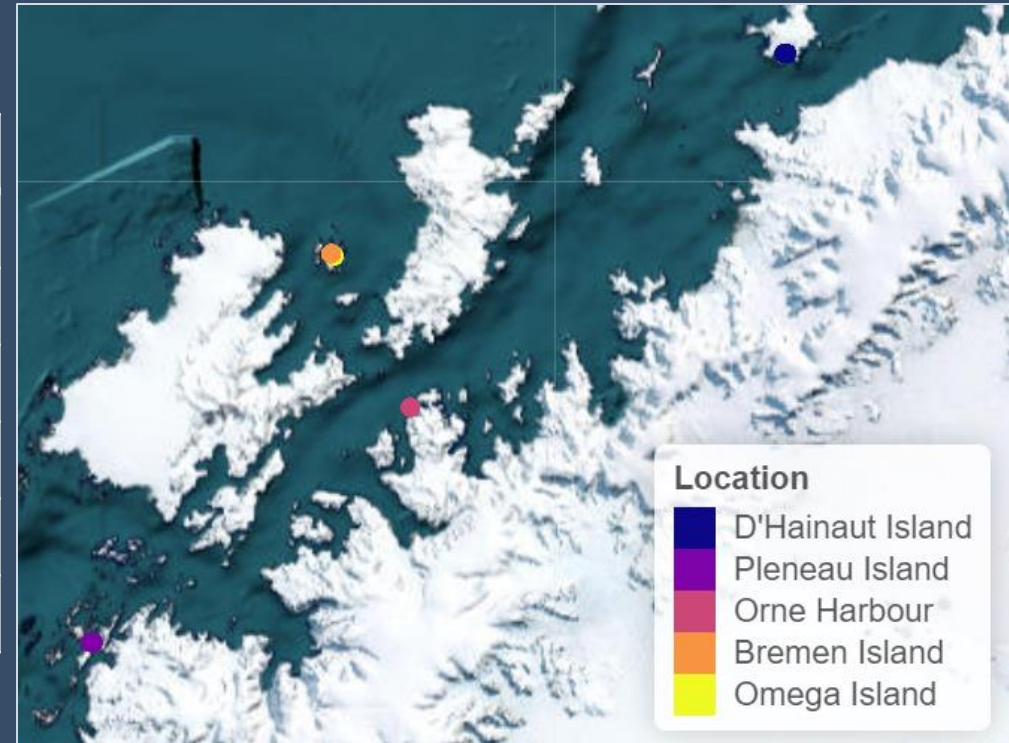 Location
D'Hainaut Island
Pleneau Island
Orne Harbour
Bremen Island
Omega Island